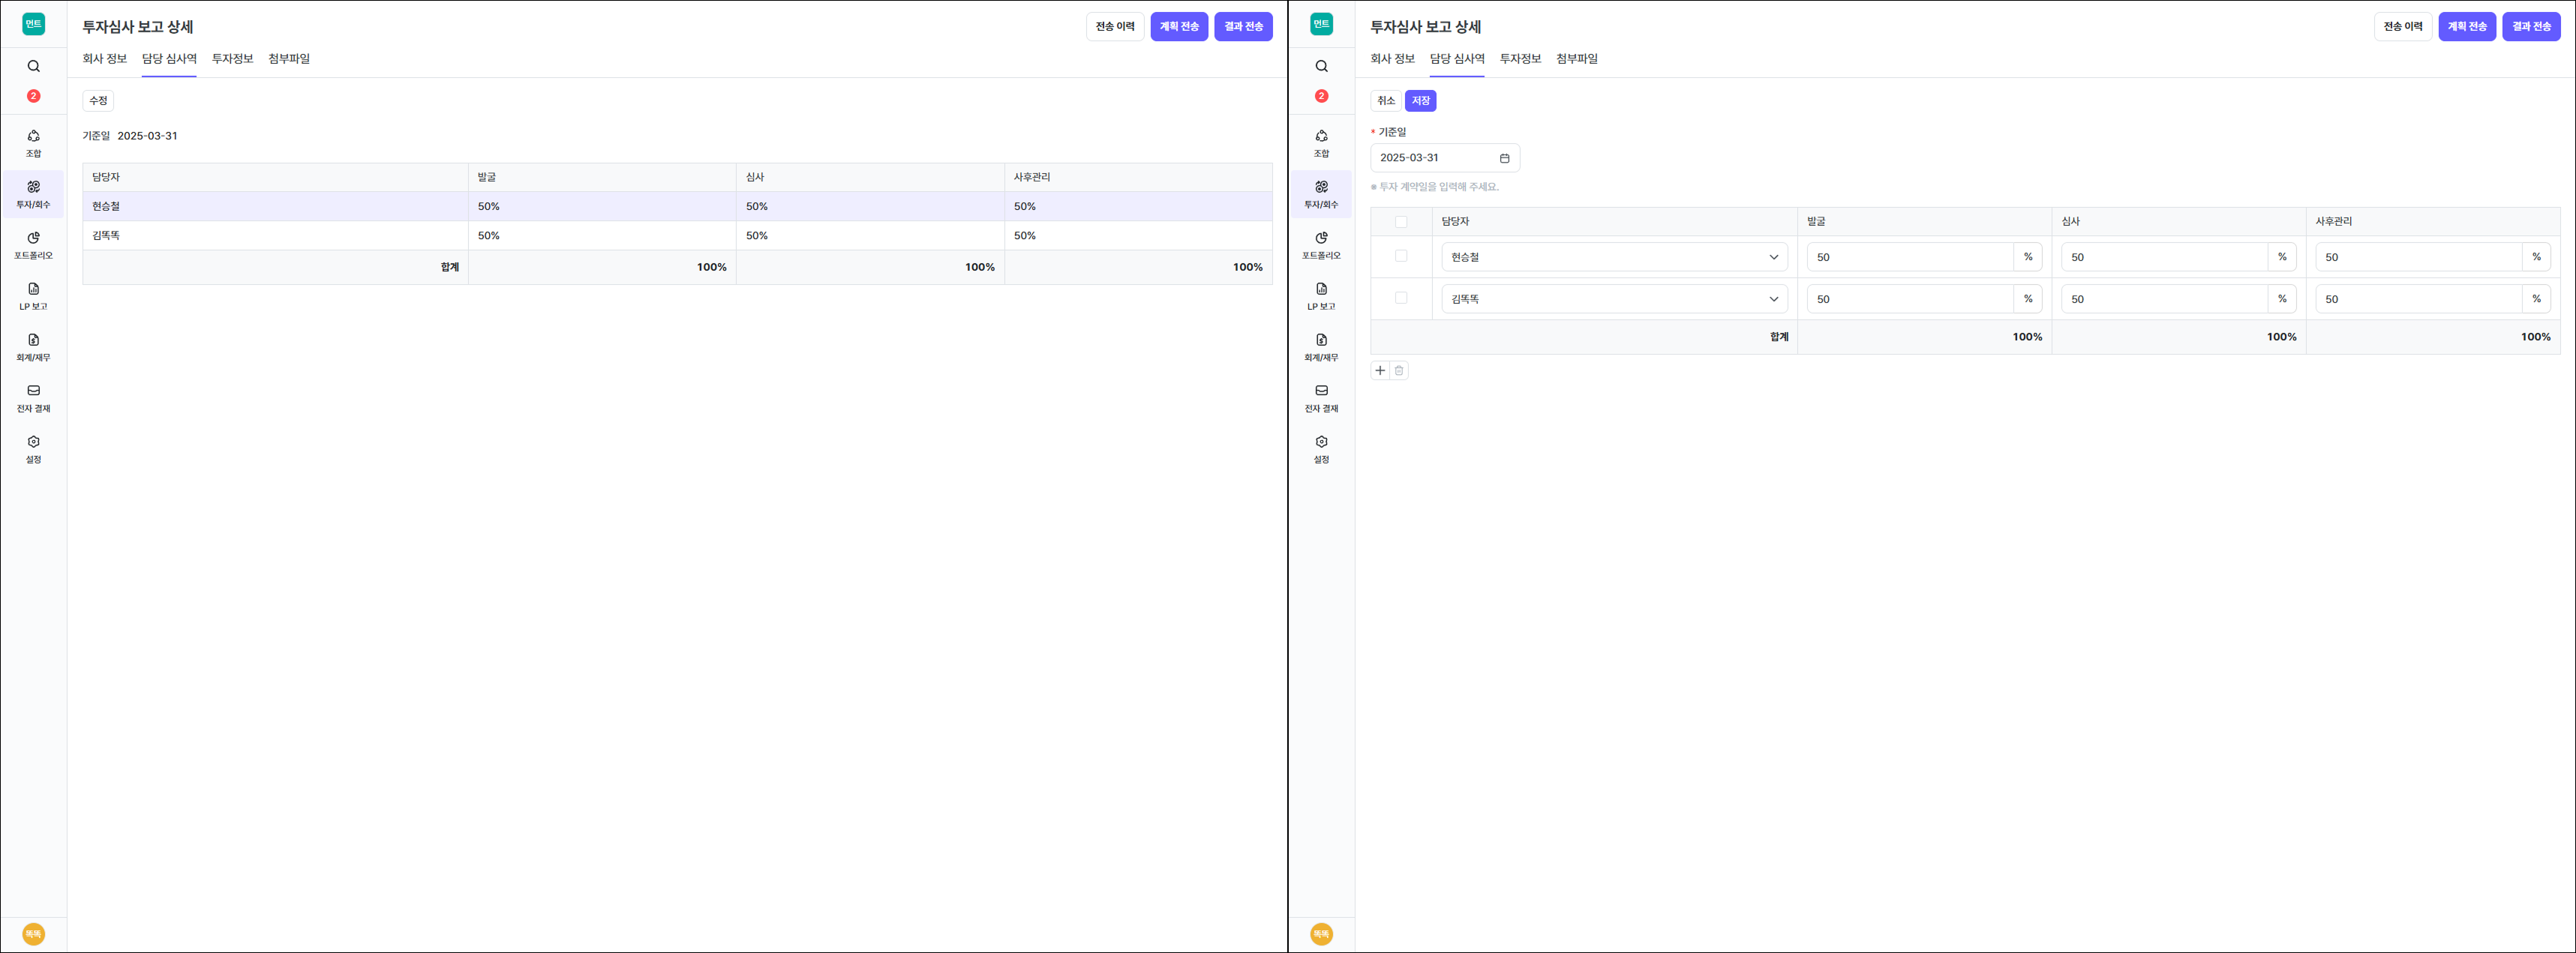 먼트
2
조합
투자/회수
포트폴리오
LP 보고
회계/재무
전자 결재
설정
똑똑
투자심사 보고 상세
전송 이력 계획 전송 결과 전송
회사 정보 담당 심사역 투자정보 첨부파일
수정
기준일 2025-03-31
담당자 발굴 심사 사후관리
현승철 50% 50% 50%
김똑똑 50% 50% 50%
합계 100% 100% 100%
먼트
2
조합
투자/회수
포트폴리오
LP 보고
회계/재무
전자 결재
설정
똑똑
투자심사 보고 상세
전송 이력 계획 전송 결과 전송
회사 정보 담당 심사역 투자정보 첨부파일
취소 저장
* 기준일
2025-03-31
※ 투자 계약일을 입력해 주세요.
담당자 발굴 심사 사후관리
현승철 50 % 50 % 50 %
김똑똑 50 % 50 % 50 %
합계 100% 100% 100%